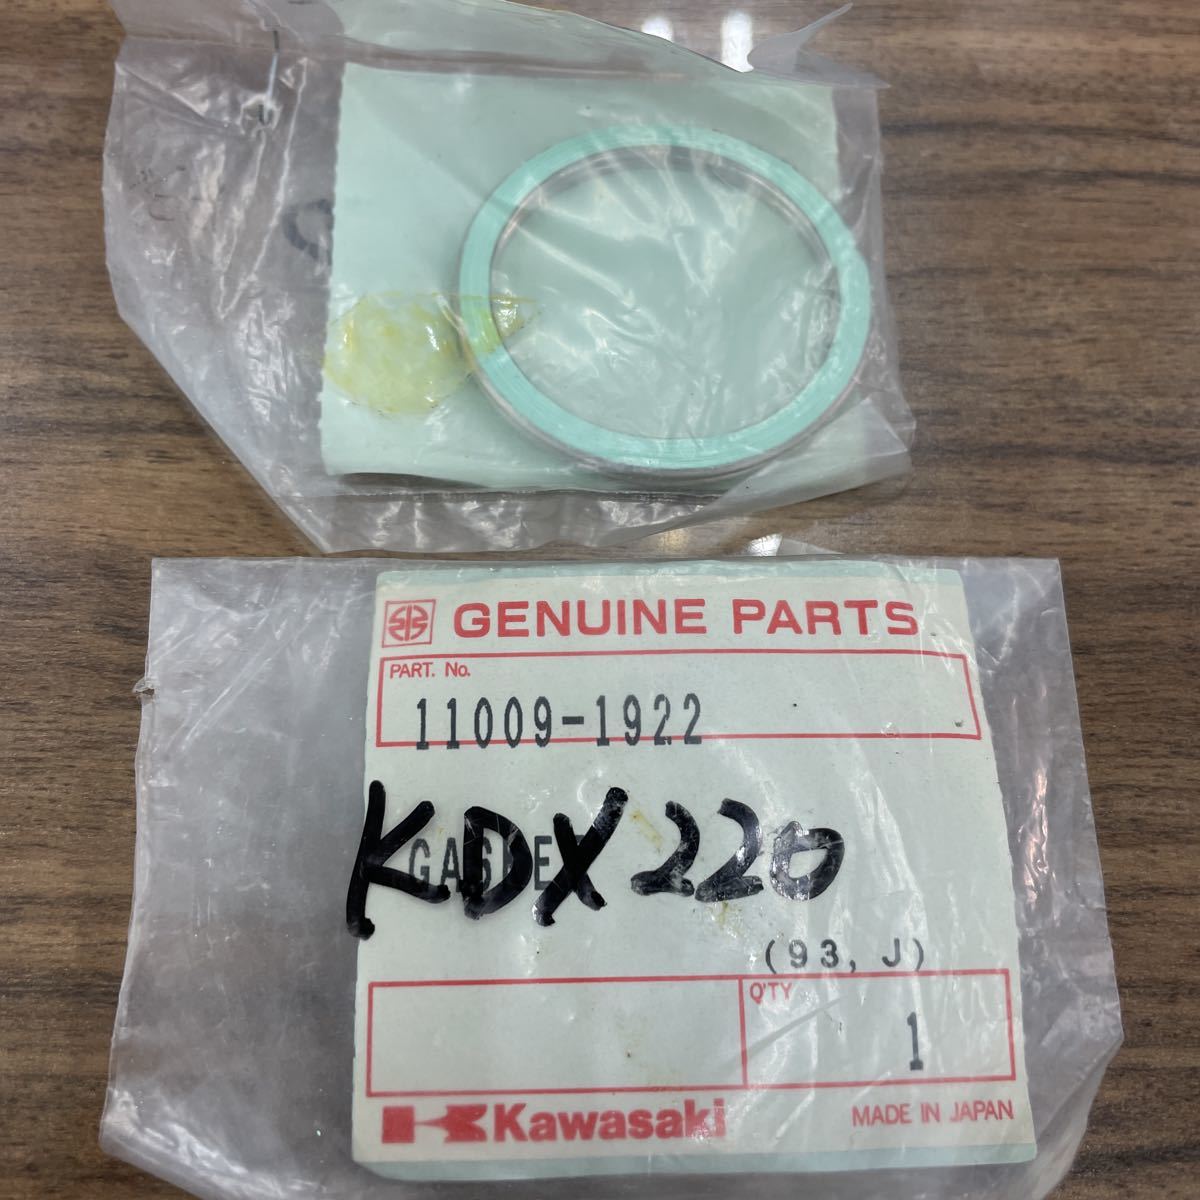 GENUINE PARTS
PART. No.
11009-1922
GASKET
KDX220
(93, J)
Q'TY
1
Kawasaki
MADE IN JAPAN